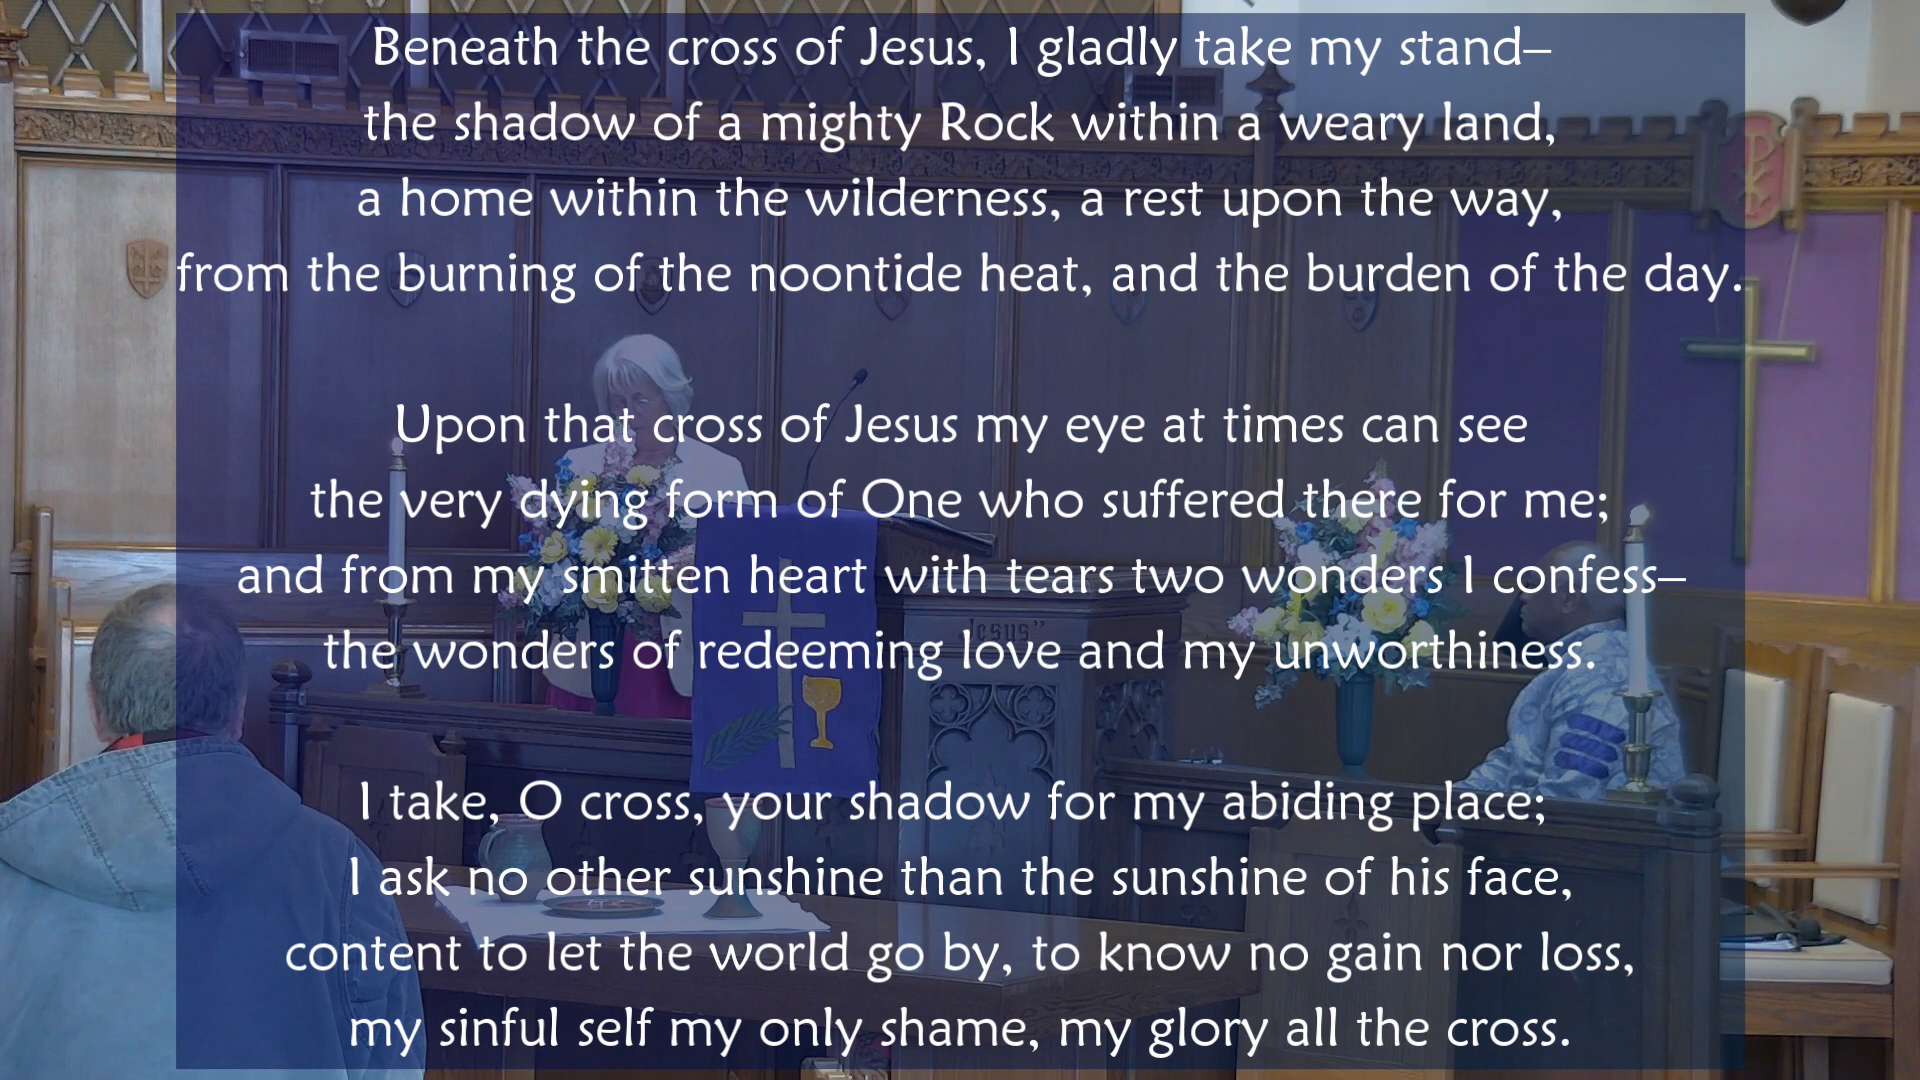 Beneath the cross of Jesus, I gladly take my stand–
the shadow of a mighty Rock within a weary land,
a home within the wilderness, a rest upon the way,
from the burning of the noontide heat, and the burden of the day.
Upon that cross of Jesus my eye at times can see
the very dying form of One who suffered there for me;
and from my smitten heart with tears two wonders I confess–
the wonders of redeeming love and my unworthiness.
Jesus"
I take, O cross, your shadow for my abiding place;
I ask no other sunshine than the sunshine of his face,
content to let the world go by, to know no gain nor loss,
my sinful self my only shame, my glory all the cross.